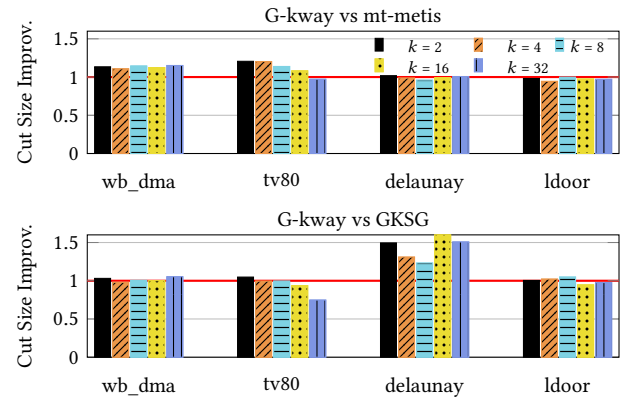 G-kway vs mt-metis
Cut Size Improv.
1.5
1
0.5
0
k = 2
k = 4
k = 8
k = 16
k = 32
wb_dma
tv80
delaunay
ldoor
G-kway vs GKSG
Cut Size Improv.
1.5
1
0.5
0
wb_dma
tv80
delaunay
ldoor